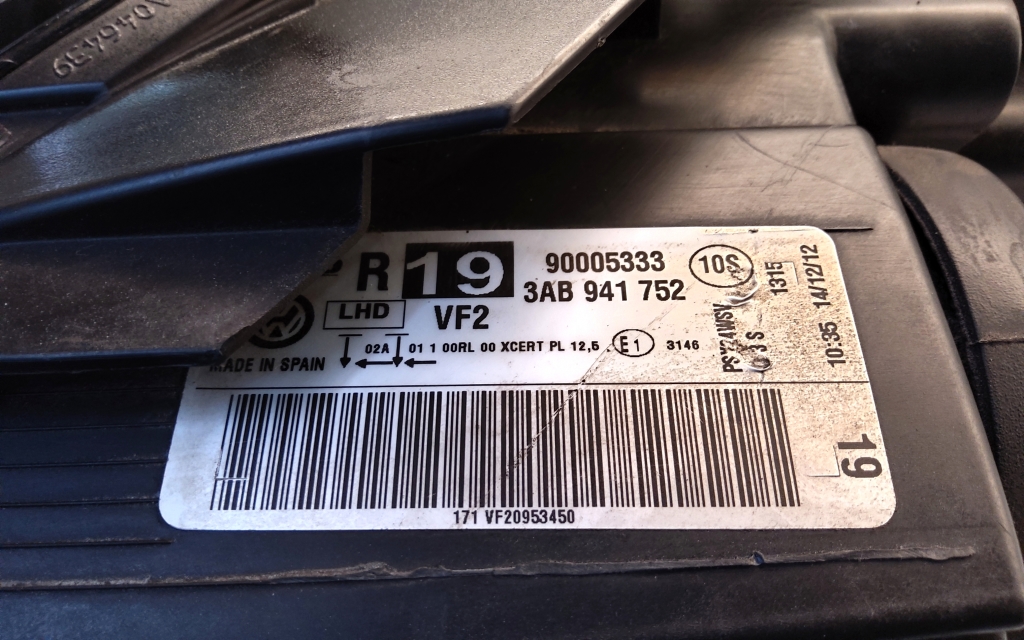 R 19 90005333 10S
LHD VF2 3AB 941 752
02A 01 1 00RL 00 XCERT PL 12,5 E1 3146
MADE IN SPAIN
1315
10:35 14/12/12
19
171 VF20953450